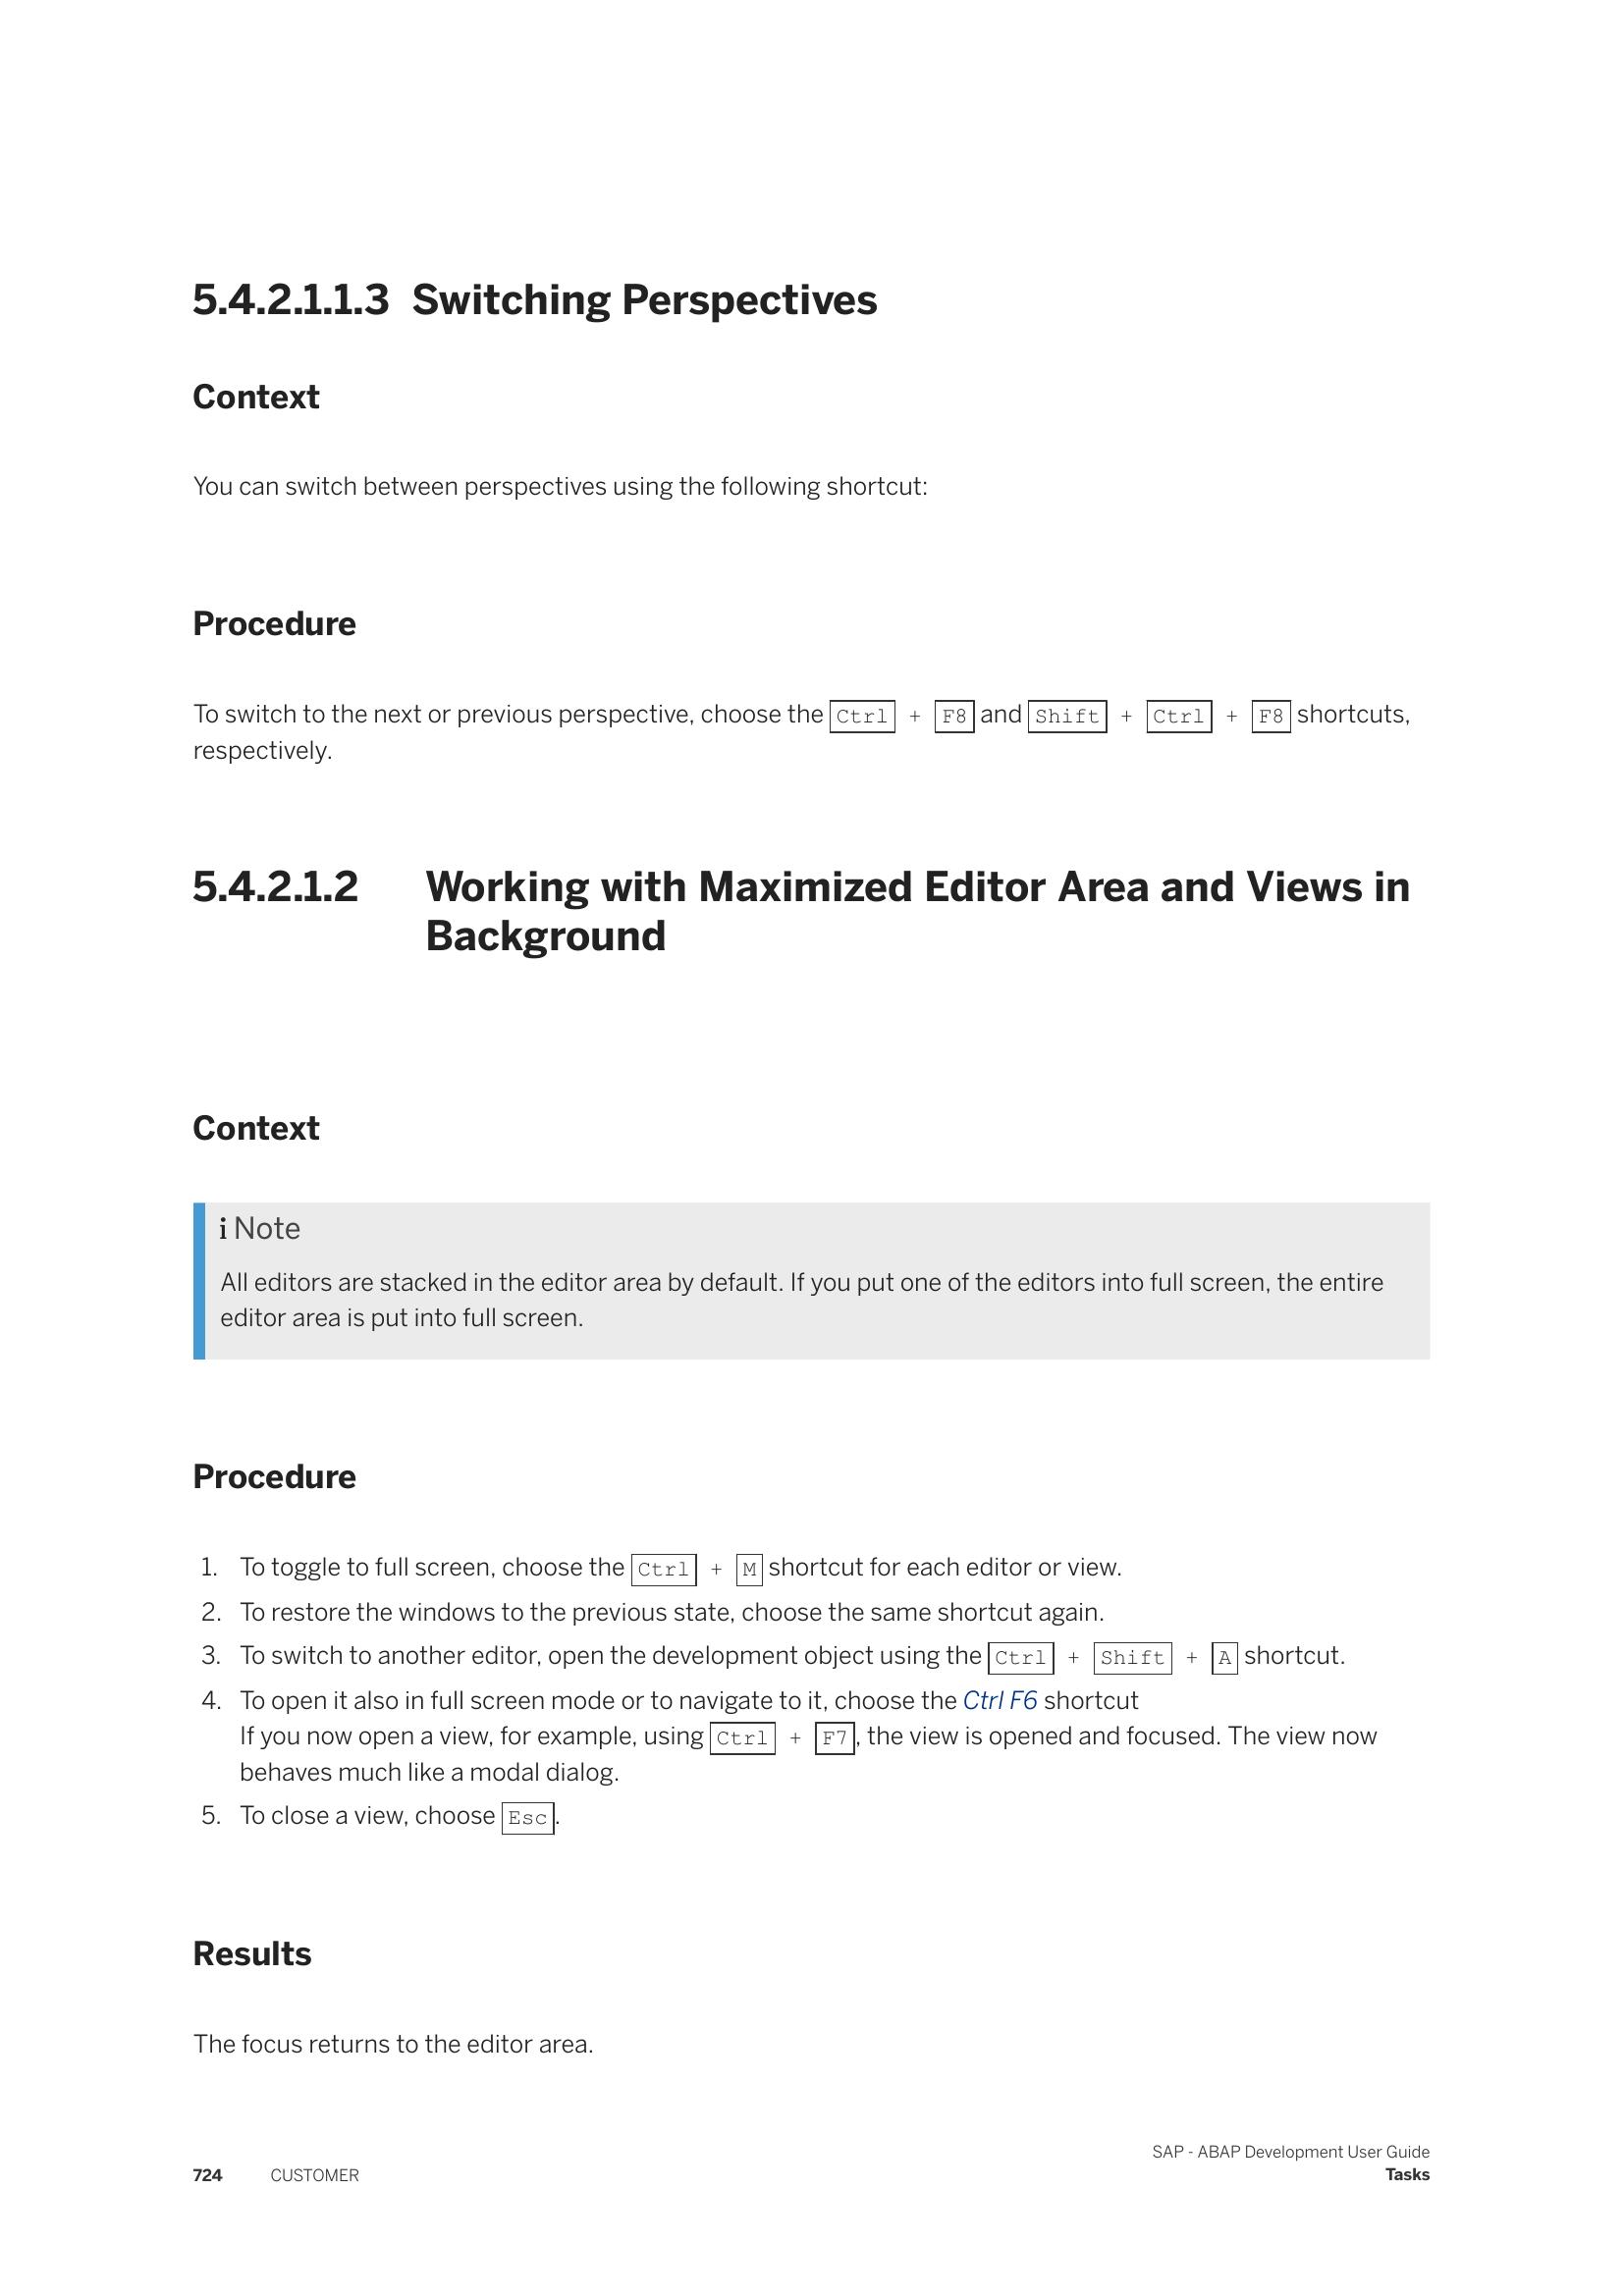 5.4.2.1.1.3 Switching Perspectives
Context
You can switch between perspectives using the following shortcut:
Procedure
To switch to the next or previous perspective, choose the Ctrl + F8 and Shift + Ctrl + F8 shortcuts,
respectively.
5.4.2.1.2 Working with Maximized Editor Area and Views in
Background
Context
i Note
All editors are stacked in the editor area by default. If you put one of the editors into full screen, the entire
editor area is put into full screen.
Procedure
1. To toggle to full screen, choose the Ctrl + M shortcut for each editor or view.
2. To restore the windows to the previous state, choose the same shortcut again.
3. To switch to another editor, open the development object using the Ctrl + Shift + A shortcut.
4. To open it also in full screen mode or to navigate to it, choose the Ctrl F6 shortcut
If you now open a view, for example, using Ctrl + F7, the view is opened and focused. The view now
behaves much like a modal dialog.
5. To close a view, choose Esc.
Results
The focus returns to the editor area.
SAP - ABAP Development User Guide
724 CUSTOMER Tasks